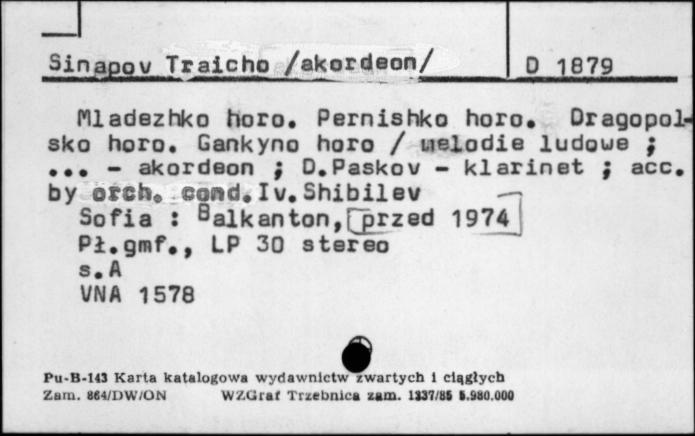 Sinapov Traicho /akordeon/ D 1879
Mladezhko horo. Pernishko horo. Dragopol-
sko horo. Gankyno horo / melodie ludowe ;
... - akordeon ; D.Paskov - klarinet ; acc.
by orch. cond. Iv.Shibilev
Sofia : Balkanton, [przed 1974]
Pł.gmf., LP 30 stereo
s.A
VNA 1578
Pu-B-143 Karta katalogowa wydawnictw zwartych i ciągłych
Zam. 864/DW/ON WZGraf Trzebnica zam. 1337/85 5.980.000